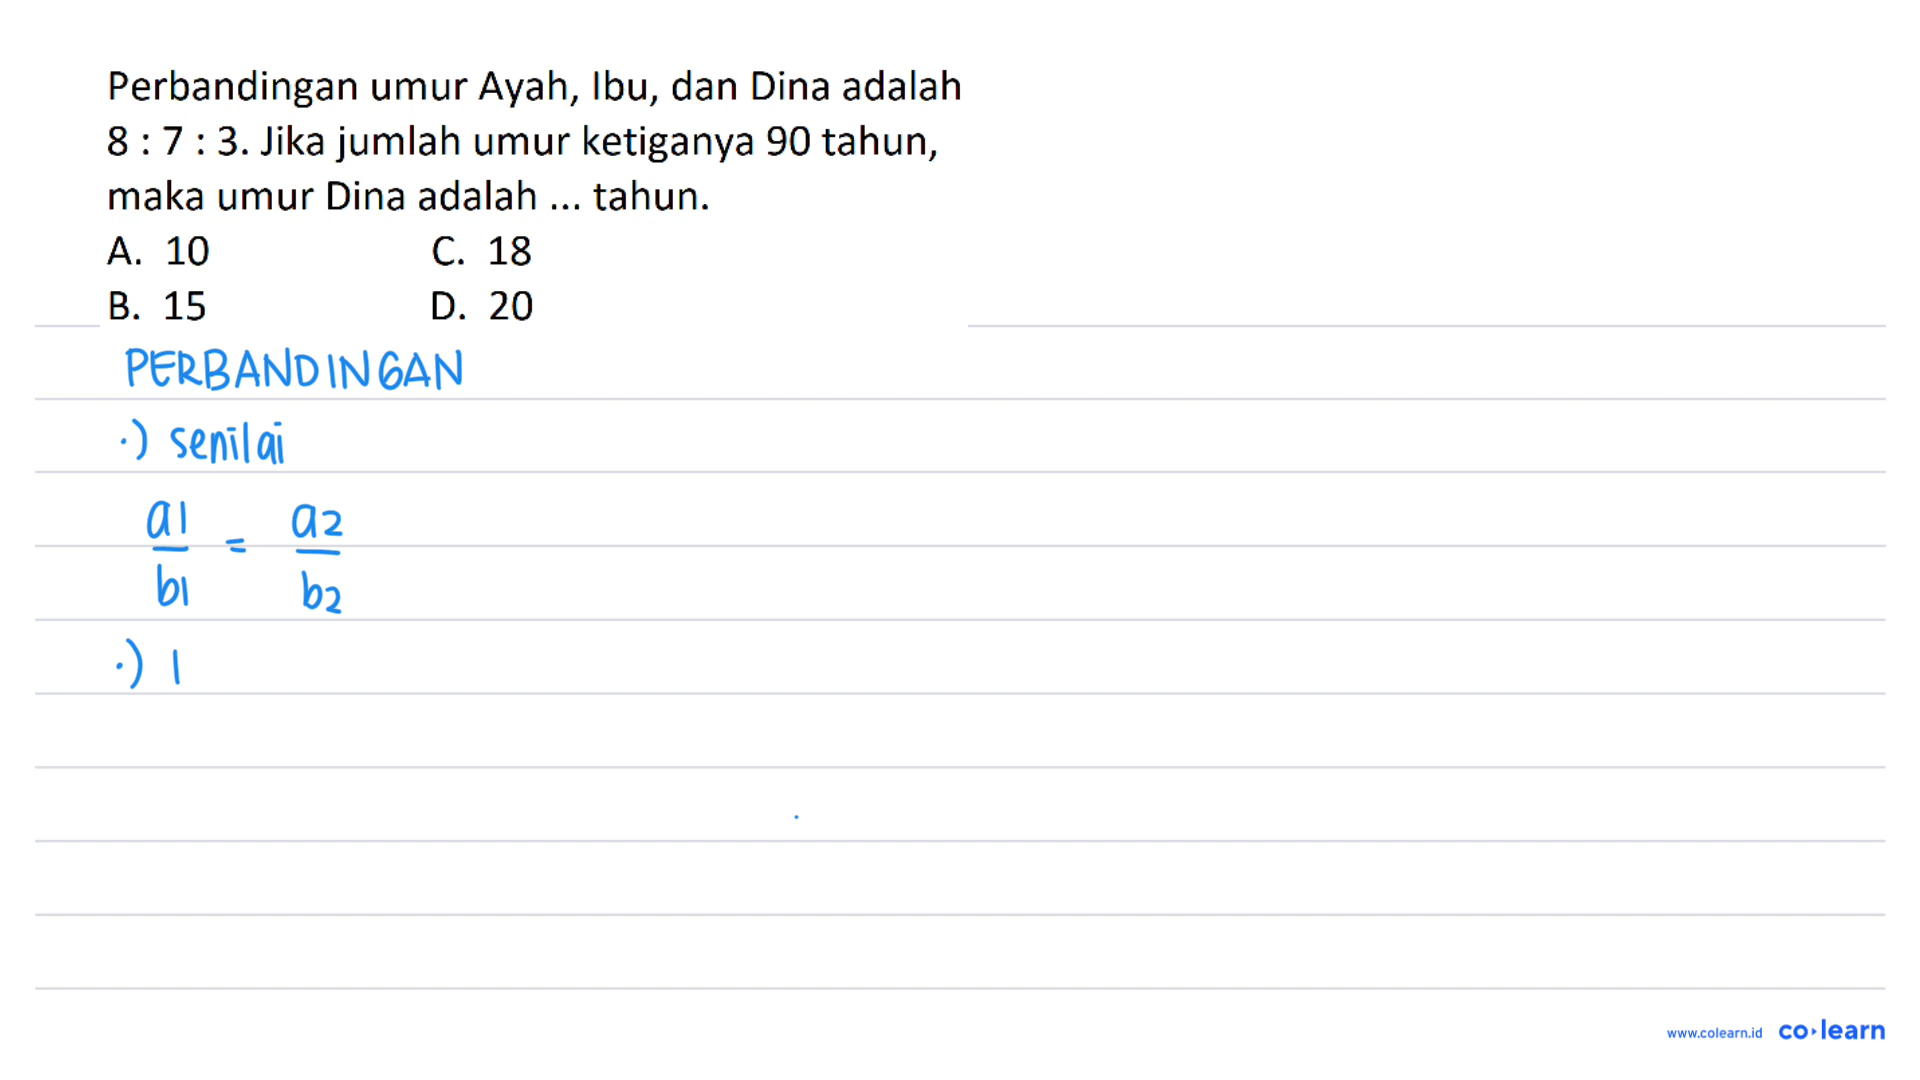 Perbandingan umur Ayah, Ibu, dan Dina adalah
8 : 7 : 3. Jika jumlah umur ketiganya 90 tahun,
maka umur Dina adalah ... tahun.
A. 10 C. 18
B. 15 D. 20
PERBANDINGAN
·) senilai
a1 = a2
b1 b2
·) I
www.colearn.id co·learn